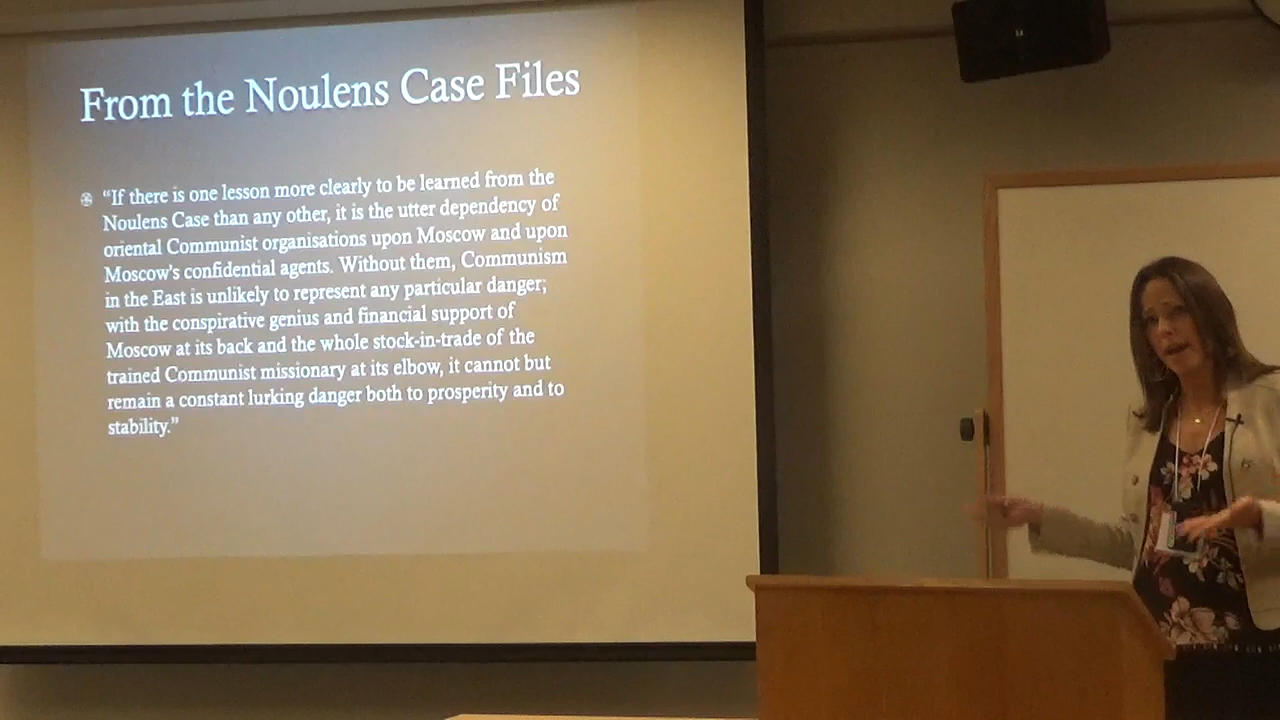 From the Noulens Case Files
“If there is one lesson more clearly to be learned from the
Noulens Case than any other, it is the utter dependency of
oriental Communist organisations upon Moscow and upon
Moscow’s confidential agents. Without them, Communism
in the East is unlikely to represent any particular danger;
with the conspirative genius and financial support of
Moscow at its back and the whole stock-in-trade of the
trained Communist missionary at its elbow, it cannot but
remain a constant lurking danger both to prosperity and to
stability.”